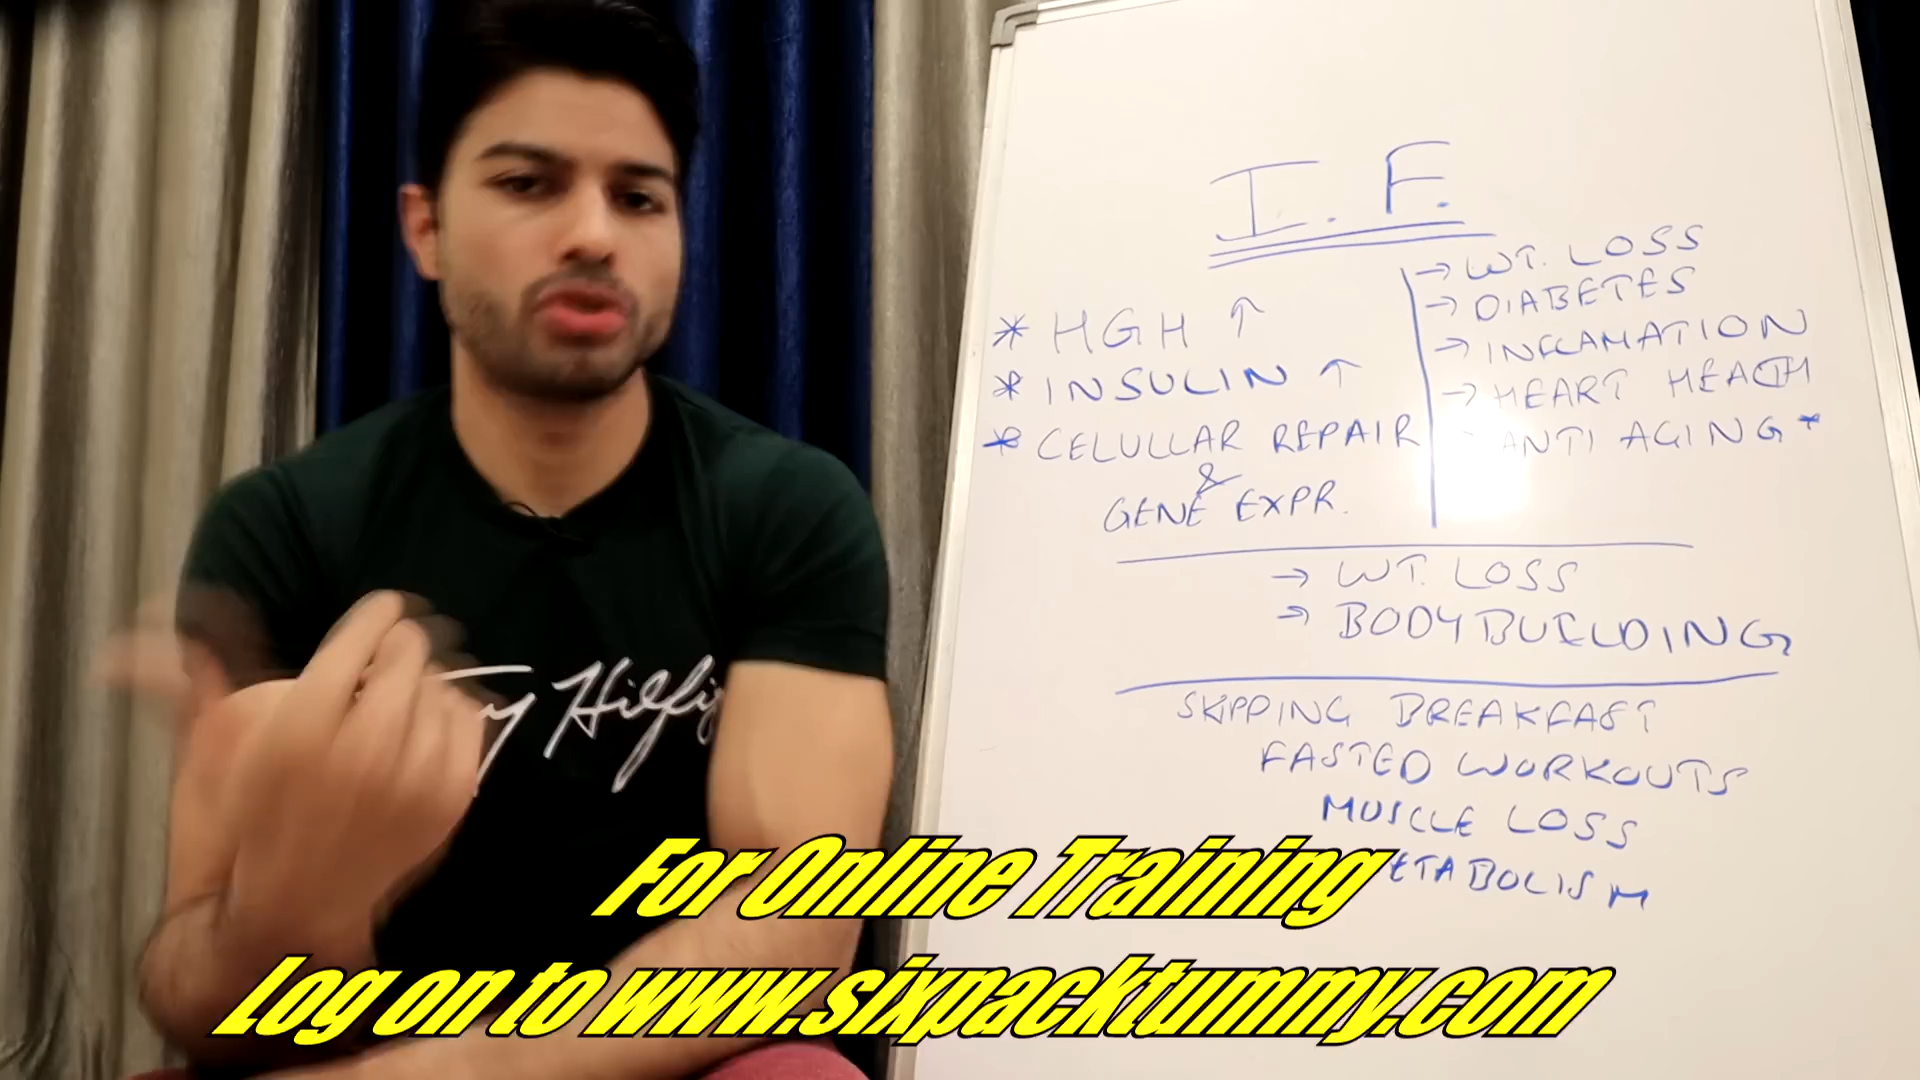 I. F.
* HGH ↑
* INSULIN ↑
* CELULLAR REPAIR
&
GENE EXPR.
→ WT. LOSS
→ DIABETES
→ INFLAMATION
→ HEART HEALTH
ANTI AGING *
→ WT. LOSS
→ BODYBUILDING
SKIPPING BREAKFAST
FASTED WORKOUTS
MUSCLE LOSS
ETABOLISM
Hilfig
For Online Training
Log on to www.sixpacktummy.com